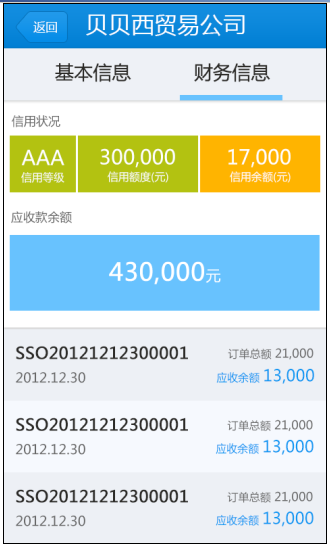 返回 贝贝西贸易公司
基本信息 财务信息
信用状况
AAA 300,000 17,000
信用等级 信用额度(元) 信用余额(元)
应收款余额
430,000元
SSO20121212300001 订单总额 21,000
2012.12.30 应收余额 13,000
SSO20121212300001 订单总额 21,000
2012.12.30 应收余额 13,000
SSO20121212300001 订单总额 21,000
2012.12.30 应收余额 13,000